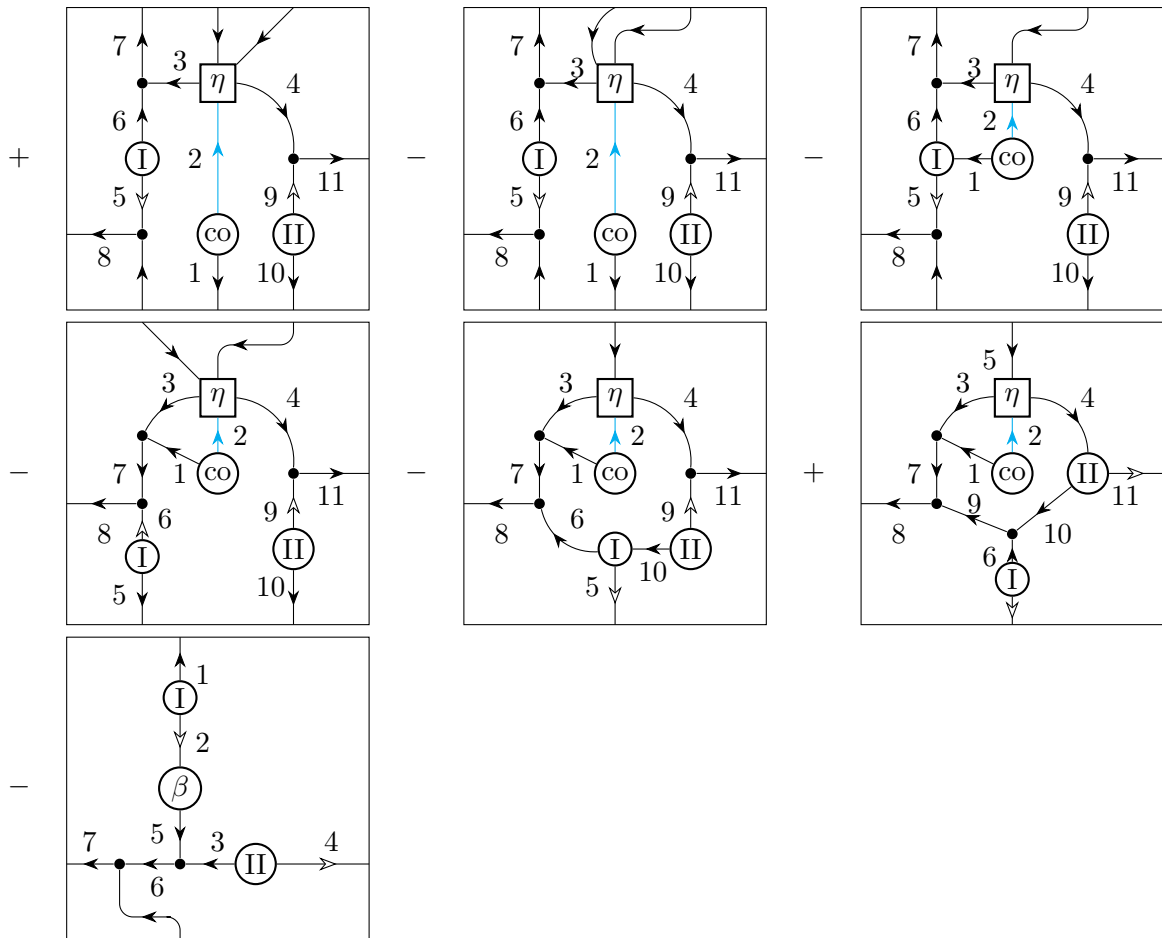 7 3 η 4 6 I 2 5 9 11 8 co II 1 10
7 3 η 4 6 I 2 5 9 11 8 co II 1 10
7 3 η 4 6 2 I co 1 5 9 11 8 II 10
3 η 4 2 7 1 co 6 8 I 9 11 5 II 10
3 η 4 2 7 1 co 6 8 I 9 11 5 10 II
5 3 η 4 2 7 1 co II 11 8 9 10 6 I
1 I 2 β 5 3 4 7 6 II
+ − −
− − +
−